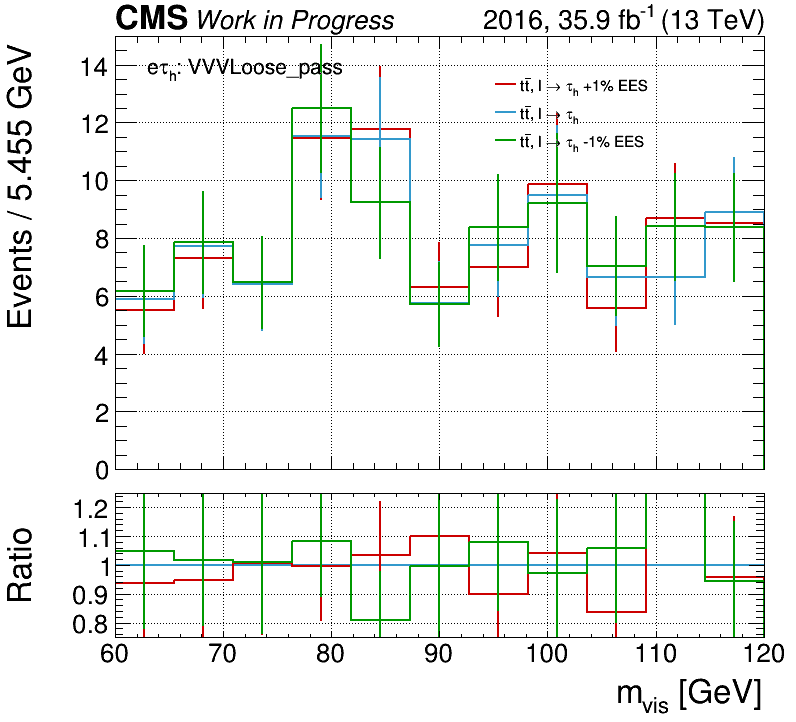 CMS Work in Progress 2016, 35.9 fb⁻¹ (13 TeV)
eτₕ: VVVLoose_pass
tt̄, l → τₕ +1% EES
tt̄, l → τₕ
tt̄, l → τₕ -1% EES
Events / 5.455 GeV
14
12
10
8
6
4
2
0
Ratio
1.2
1.1
1
0.9
0.8
60 70 80 90 100 110 120
m_vis [GeV]